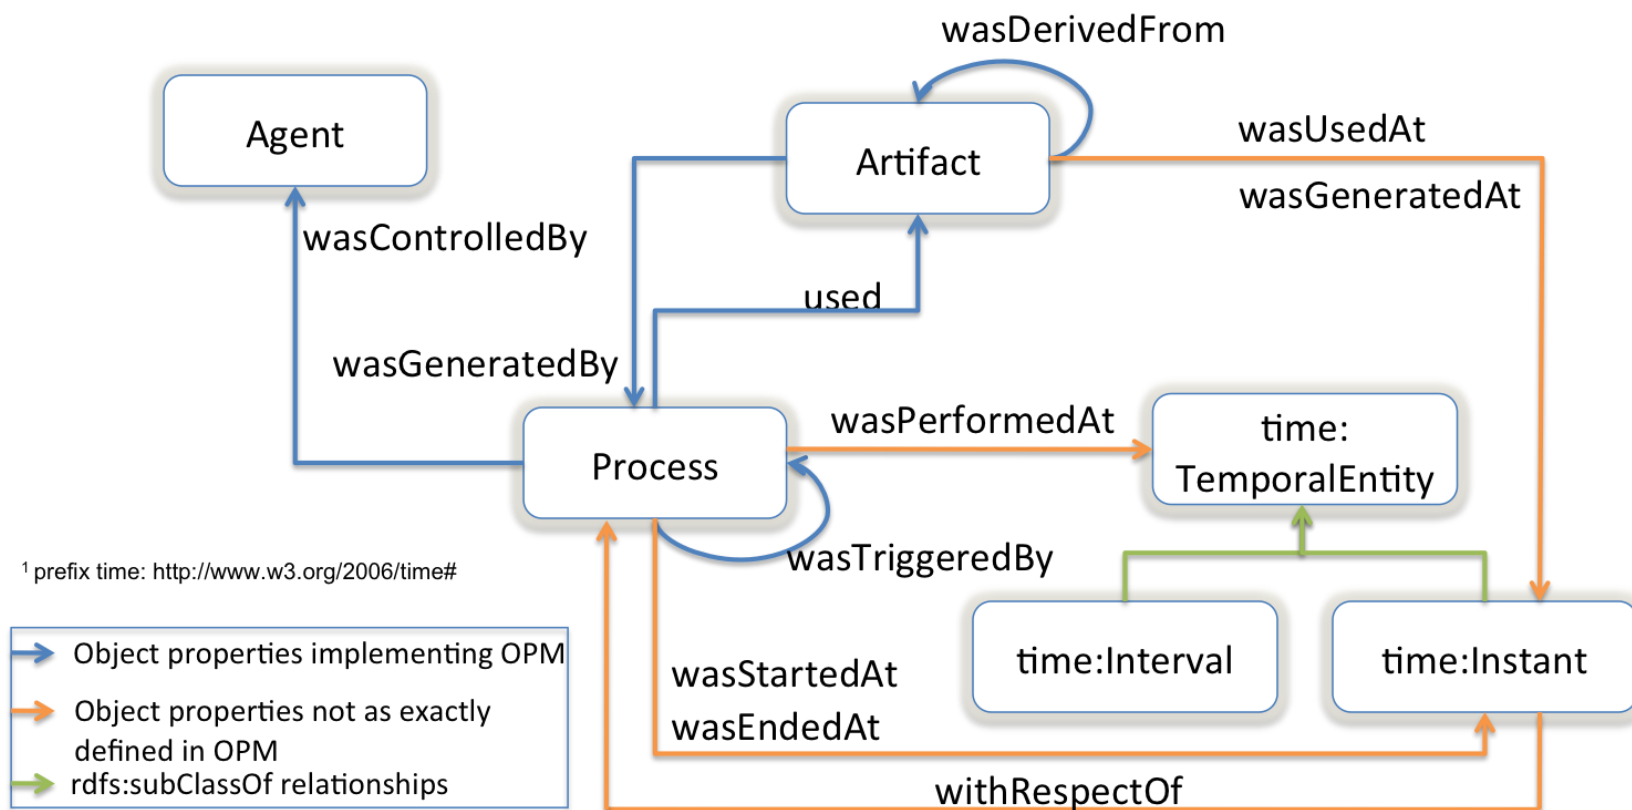 wasDerivedFrom
Agent
Artifact
wasUsedAt
wasGeneratedAt
wasControlledBy
used
wasGeneratedBy
wasPerformedAt
time:
TemporalEntity
Process
wasTriggeredBy
1 prefix time: http://www.w3.org/2006/time#
Object properties implementing OPM
Object properties not as exactly
defined in OPM
rdfs:subClassOf relationships
time:Interval
time:Instant
wasStartedAt
wasEndedAt
withRespectOf